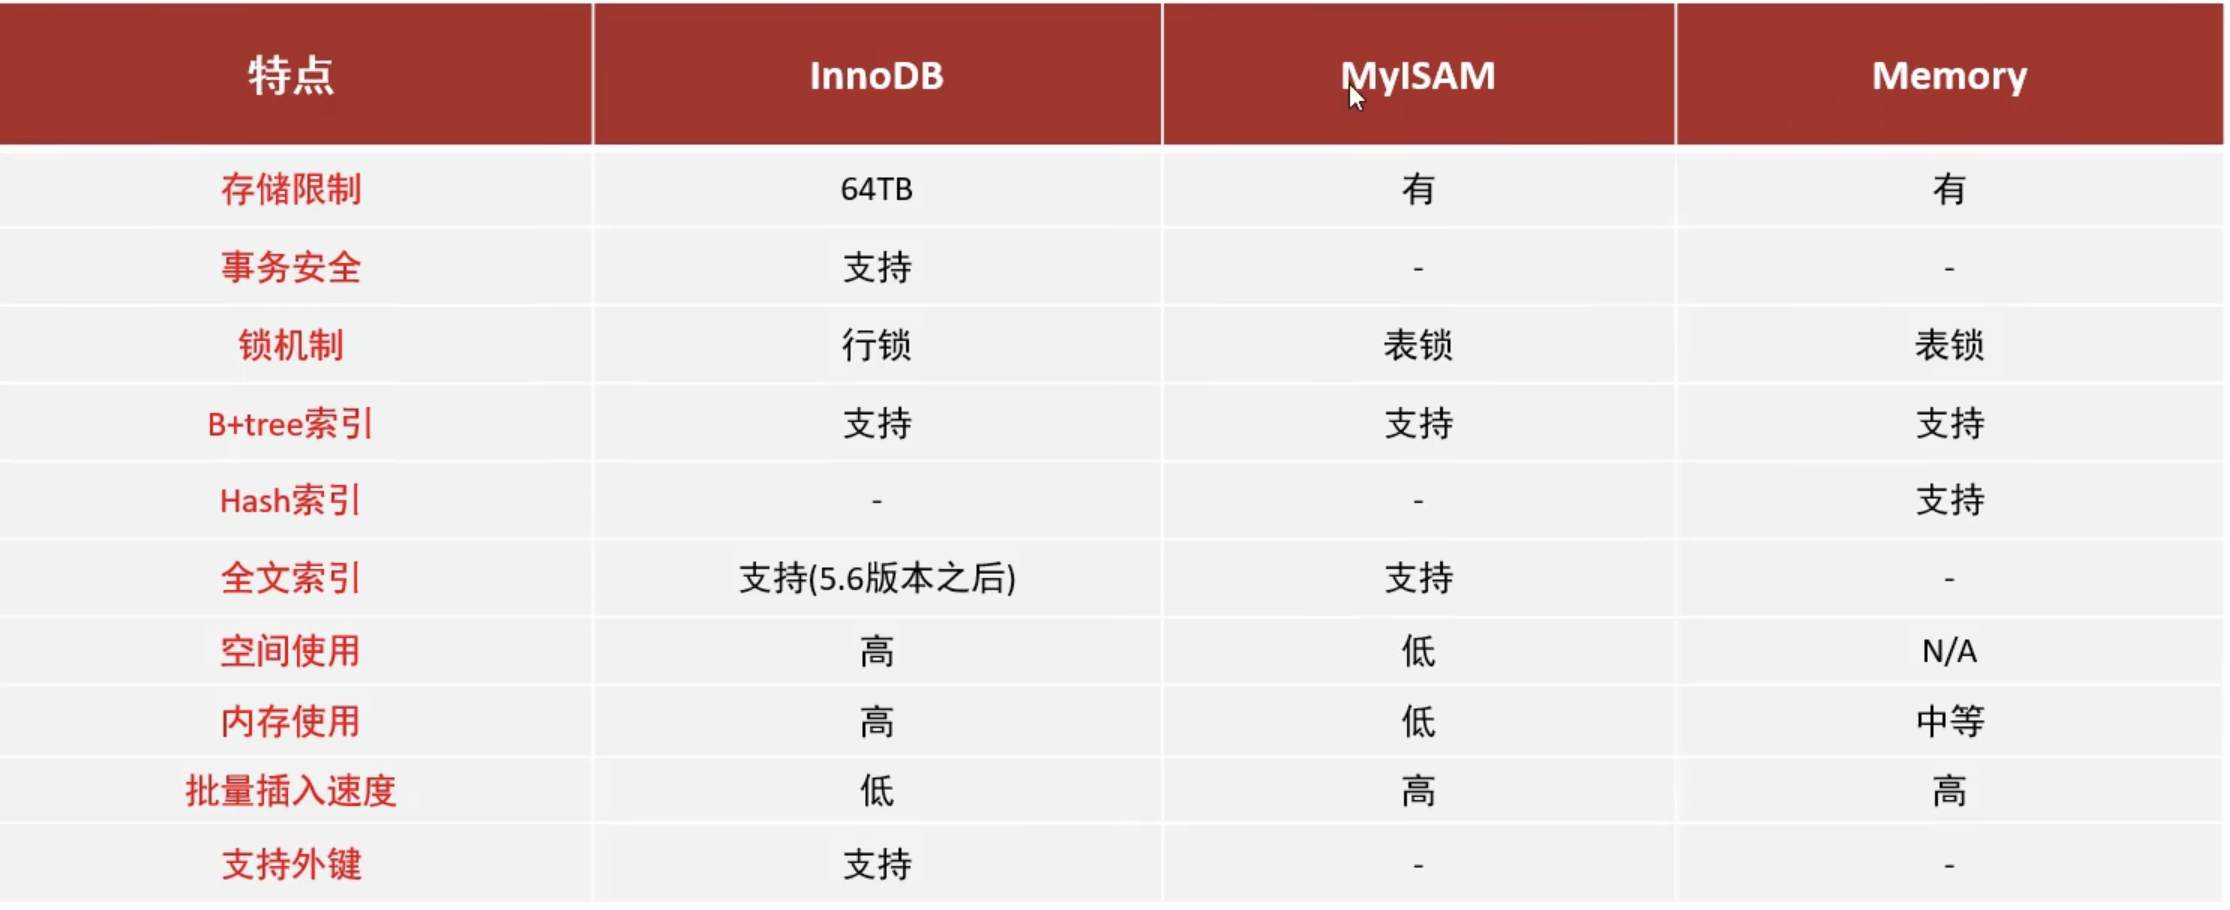 特点 InnoDB MyISAM Memory
存储限制 64TB 有 有
事务安全 支持 - -
锁机制 行锁 表锁 表锁
B+tree索引 支持 支持 支持
Hash索引 - - 支持
全文索引 支持(5.6版本之后) 支持 -
空间使用 高 低 N/A
内存使用 高 低 中等
批量插入速度 低 高 高
支持外键 支持 - -